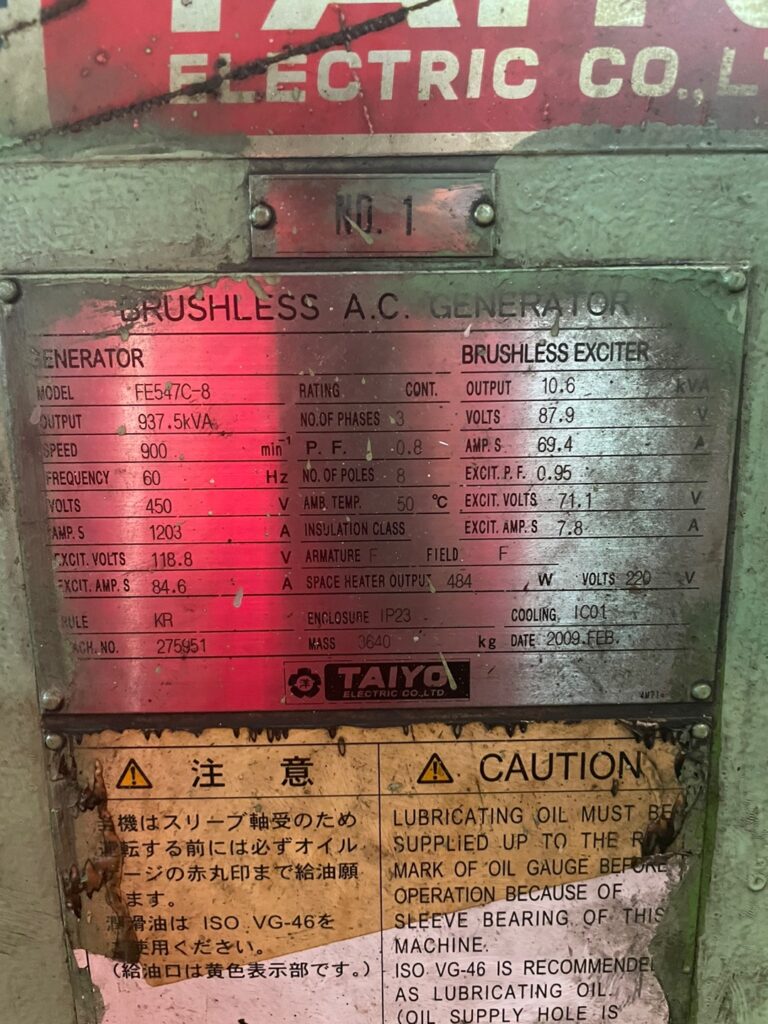 TAIYO
ELECTRIC CO., LT
NO. 1
BRUSHLESS A.C. GENERATOR
GENERATOR BRUSHLESS EXCITER
MODEL FE547C-8 RATING CONT. OUTPUT 10.6 kVA
OUTPUT 937.5kVA NO.OF PHASES 3 VOLTS 87.9 V
SPEED 900 min-1 P. F. 0.8 AMP.S 69.4 A
FREQUENCY 60 Hz NO. OF POLES 8 EXCIT.P.F. 0.95
VOLTS 450 V AMB.TEMP. 50 ℃ EXCIT.VOLTS 71.1 V
AMP.S 1203 A INSULATION CLASS EXCIT.AMP.S 7.8 A
EXCIT.VOLTS 118.8 V ARMATURE F FIELD F
EXCIT.AMP.S 84.6 A SPACE HEATER OUTPUT 484 W VOLTS 220 V
RULE KR ENCLOSURE IP23 COOLING IC01
ACH.NO. 275951 MASS 3640 kg DATE 2009.FEB.
TAIYO
ELECTRIC CO.,LTD
注意
機はスリーブ軸受のため
転する前には必ずオイル
ージの赤丸印まで給油願
ます。
滑油は ISO VG-46を
使用ください。
(給油口は黄色表示部です。)
CAUTION
LUBRICATING OIL MUST BE
SUPPLIED UP TO THE
MARK OF OIL GAUGE BEFORE
OPERATION BECAUSE OF
SLEEVE BEARING OF THIS
MACHINE.
ISO VG-46 IS RECOMMENDE
AS LUBRICATING OIL.
(OIL SUPPLY HOLE IS